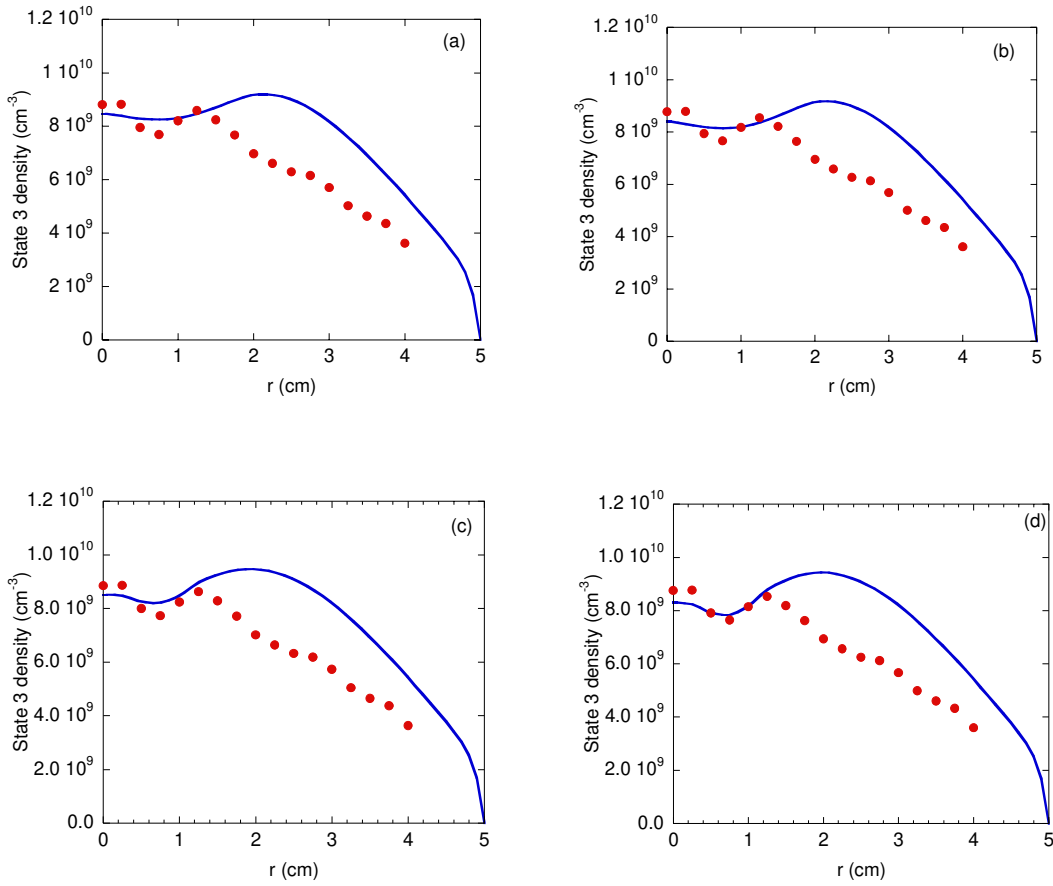 (a)
State 3 density (cm-3)
1.2 10^10
1 10^10
8 10^9
6 10^9
4 10^9
2 10^9
0
0 1 2 3 4 5
r (cm)
(b)
State 3 density (cm-3)
1.2 10^10
1 10^10
8 10^9
6 10^9
4 10^9
2 10^9
0
0 1 2 3 4 5
r (cm)
(c)
State 3 density (cm-3)
1.2 10^10
1.0 10^10
8.0 10^9
6.0 10^9
4.0 10^9
2.0 10^9
0.0
0 1 2 3 4 5
r (cm)
(d)
State 3 density (cm-3)
1.2 10^10
1.0 10^10
8.0 10^9
6.0 10^9
4.0 10^9
2.0 10^9
0.0
0 1 2 3 4 5
r (cm)